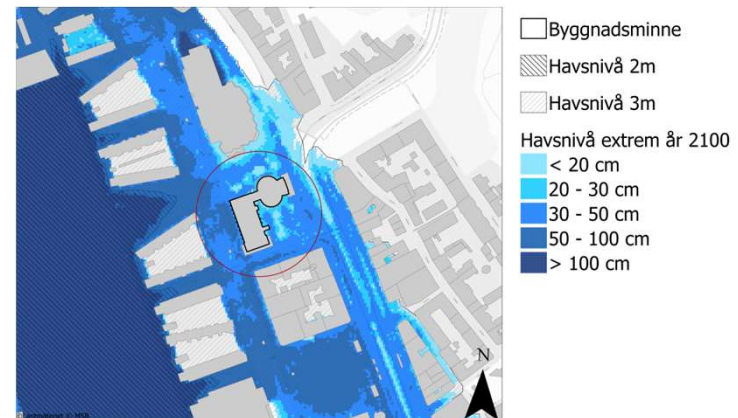 Byggnadsminne
Havsnivå 2m
Havsnivå 3m
Havsnivå extrem år 2100
< 20 cm
20 - 30 cm
30 - 50 cm
50 - 100 cm
> 100 cm
N